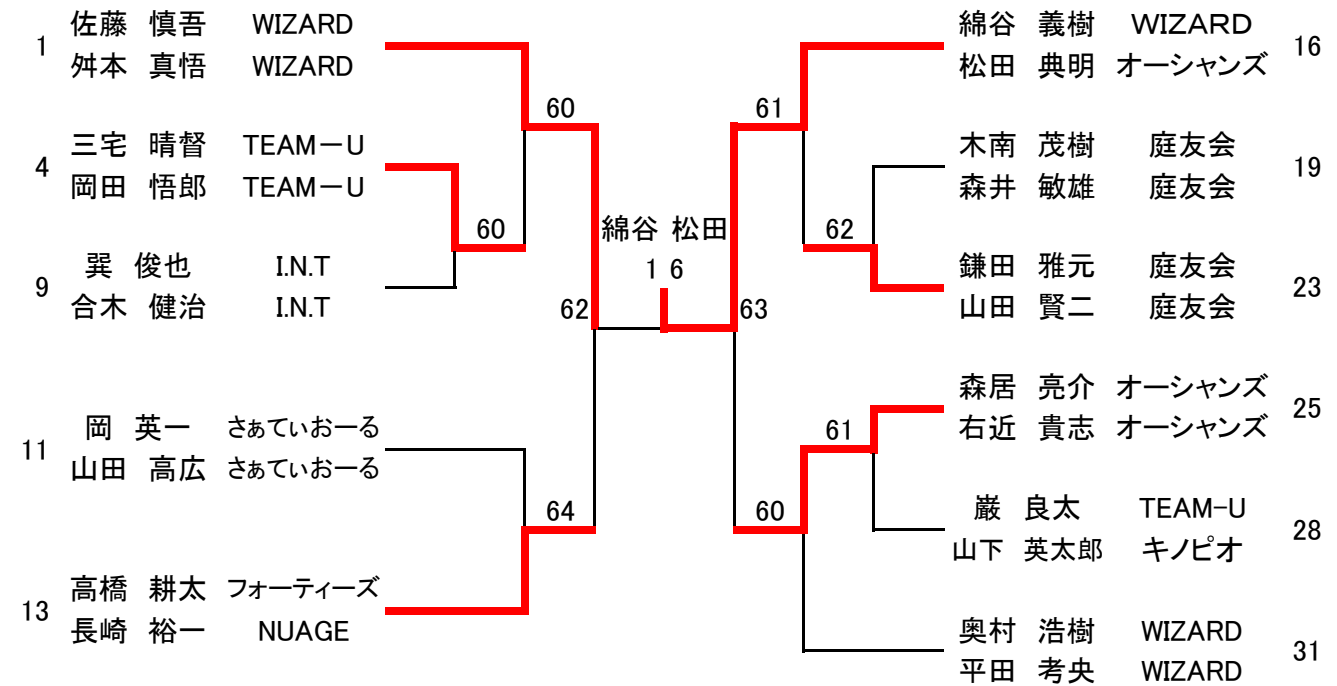 1 佐藤 慎吾 WIZARD
舛本 真悟 WIZARD
60
4 三宅 晴督 TEAM－U
岡田 悟郎 TEAM－U
60
9 巽 俊也 I.N.T
合木 健治 I.N.T
62
11 岡 英一 さぁてぃおーる
山田 高広 さぁてぃおーる
64
13 高橋 耕太 フォーティーズ
長崎 裕一 NUAGE
綿谷 松田
1 6
63
綿谷 義樹 WIZARD 16
松田 典明 オーシャンズ
61
木南 茂樹 庭友会 19
森井 敏雄 庭友会
62
鎌田 雅元 庭友会 23
山田 賢二 庭友会
森居 亮介 オーシャンズ 25
右近 貴志 オーシャンズ
61
巌 良太 TEAM-U 28
山下 英太郎 キノピオ
60
奥村 浩樹 WIZARD 31
平田 考央 WIZARD